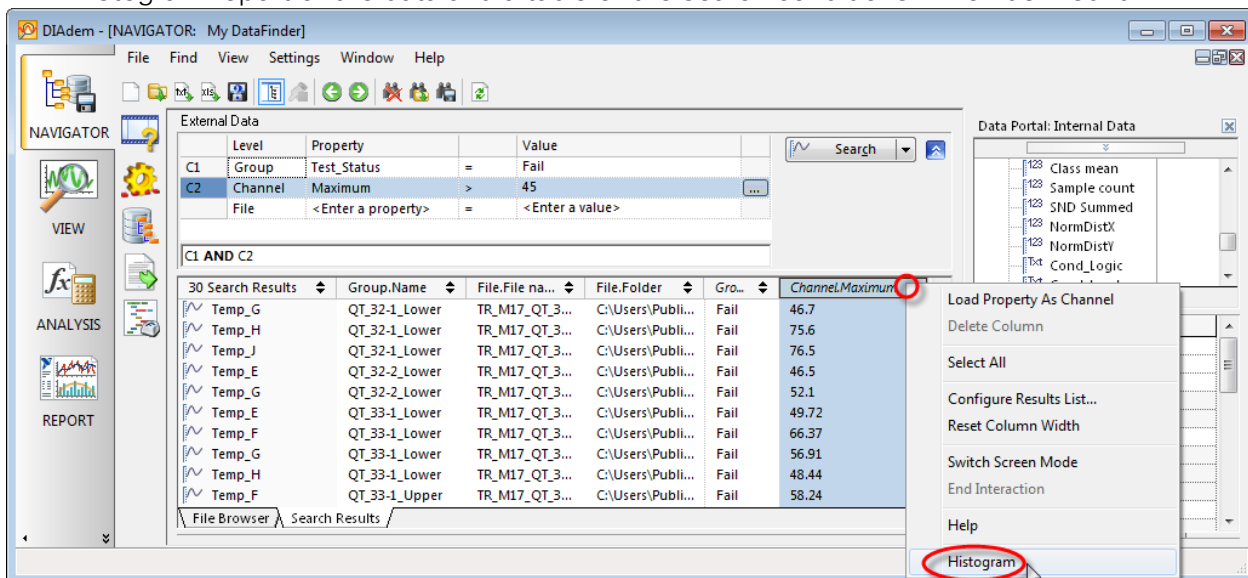 DIAdem - [NAVIGATOR: My DataFinder]
File Find View Settings Window Help
NAVIGATOR
VIEW
ANALYSIS
REPORT
External Data
Level Property Value
C1 Group Test_Status = Fail
C2 Channel Maximum > 45 ...
File <Enter a property> = <Enter a value>
C1 AND C2
Search
30 Search Results Group.Name File.File na... File.Folder Gro... Channel.Maximum
Temp_G QT_32-1_Lower TR_M17_QT_3... C:\Users\Publi... Fail 46.7
Temp_H QT_32-1_Lower TR_M17_QT_3... C:\Users\Publi... Fail 75.6
Temp_J QT_32-1_Lower TR_M17_QT_3... C:\Users\Publi... Fail 76.5
Temp_E QT_32-2_Lower TR_M17_QT_3... C:\Users\Publi... Fail 46.5
Temp_G QT_32-2_Lower TR_M17_QT_3... C:\Users\Publi... Fail 52.1
Temp_E QT_33-1_Lower TR_M17_QT_3... C:\Users\Publi... Fail 49.72
Temp_F QT_33-1_Lower TR_M17_QT_3... C:\Users\Publi... Fail 66.37
Temp_G QT_33-1_Lower TR_M17_QT_3... C:\Users\Publi... Fail 56.91
Temp_H QT_33-1_Lower TR_M17_QT_3... C:\Users\Publi... Fail 48.44
Temp_F QT_33-1_Upper TR_M17_QT_3... C:\Users\Publi... Fail 58.24
File Browser Search Results
Data Portal: Internal Data
123 Class mean
123 Sample count
123 SND Summed
123 NormDistX
123 NormDistY
Txt Cond_Logic
Load Property As Channel
Delete Column
Select All
Configure Results List...
Reset Column Width
Switch Screen Mode
End Interaction
Help
Histogram